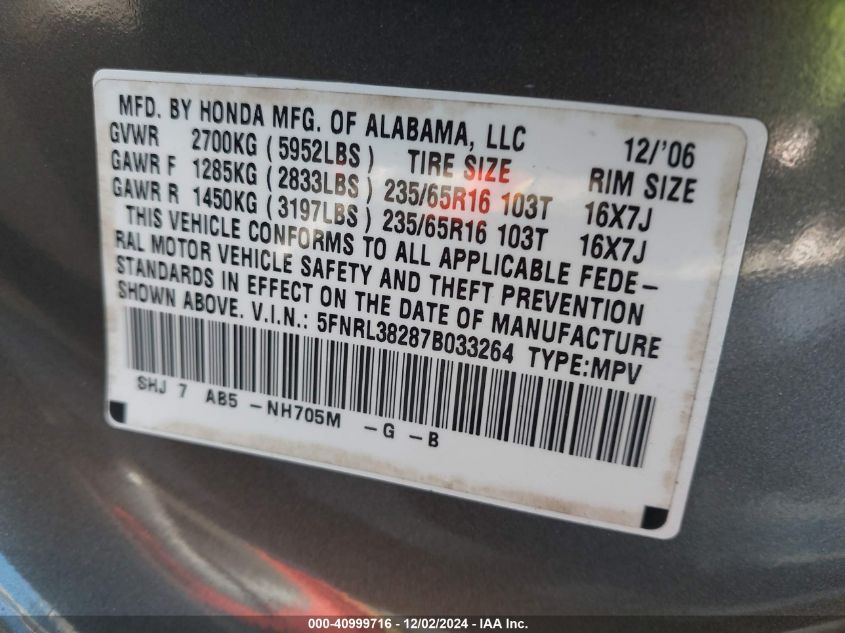 MFD. BY HONDA MFG. OF ALABAMA, LLC 12/'06
GVWR 2700KG (5952LBS) TIRE SIZE RIM SIZE
GAWR F 1285KG (2833LBS) 235/65R16 103T 16X7J
GAWR R 1450KG (3197LBS) 235/65R16 103T 16X7J
THIS VEHICLE CONFORMS TO ALL APPLICABLE FEDE-
RAL MOTOR VEHICLE SAFETY AND THEFT PREVENTION
STANDARDS IN EFFECT ON THE DATE OF MANUFACTURE
SHOWN ABOVE. V.I.N.: 5FNRL38287B033264 TYPE:MPV
SHJ 7 AB5 -NH705M -G -B
000-40999716 - 12/02/2024 - IAA Inc.